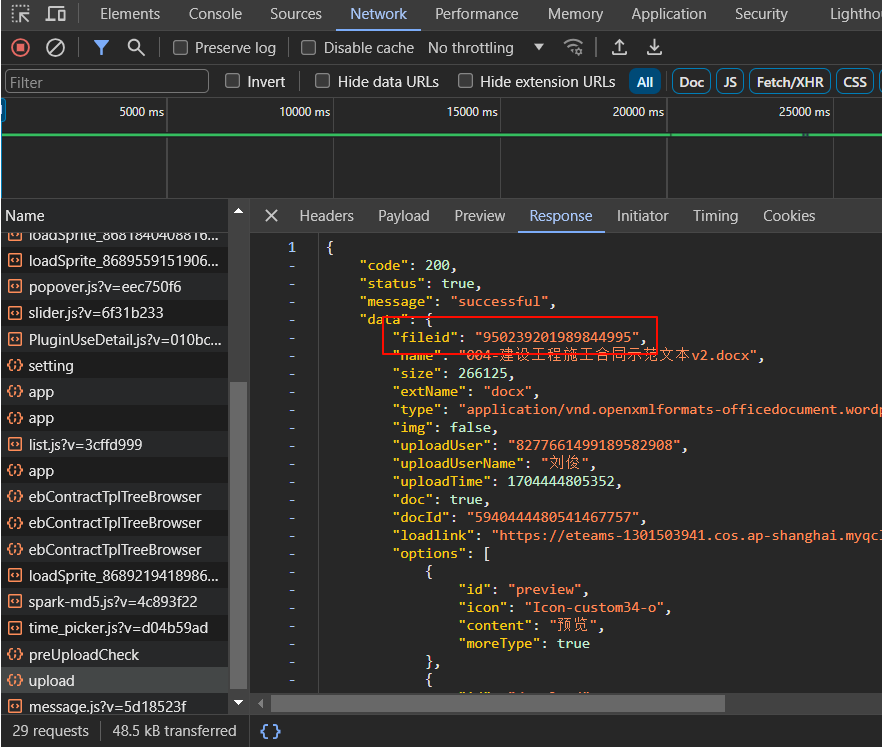 Elements Console Sources Network Performance Memory Application Security Lightho
Preserve log Disable cache No throttling
Filter Invert Hide data URLs Hide extension URLs All Doc JS Fetch/XHR CSS
5000 ms 10000 ms 15000 ms 20000 ms 25000 ms
Name
loadSprite_8681840408816...
loadSprite_8689559151906...
popover.js?v=eec750f6
slider.js?v=6f31b233
PluginUseDetail.js?v=010bc...
setting
app
app
list.js?v=3cffd999
app
ebContractTplTreeBrowser
ebContractTplTreeBrowser
ebContractTplTreeBrowser
loadSprite_8689219418986...
spark-md5.js?v=4c893f22
time_picker.js?v=d04b59ad
preUploadCheck
upload
message.js?v=5d18523f
29 requests 48.5 kB transferred
Headers Payload Preview Response Initiator Timing Cookies
1 {
- "code": 200,
- "status": true,
- "message": "successful",
- "data": {
- "fileid": "950239201989844995",
- "name": "004-建设工程施工合同示范文本v2.docx",
- "size": 266125,
- "extName": "docx",
- "type": "application/vnd.openxmlformats-officedocument.wordp
- "img": false,
- "uploadUser": "8277661499189582908",
- "uploadUserName": "刘俊",
- "uploadTime": 1704444805352,
- "doc": true,
- "docId": "5940444480541467757",
- "loadlink": "https://eteams-1301503941.cos.ap-shanghai.myqcl
- "options": [
- {
- "id": "preview",
- "icon": "Icon-custom34-o",
- "content": "预览",
- "moreType": true
- },
- {
{}